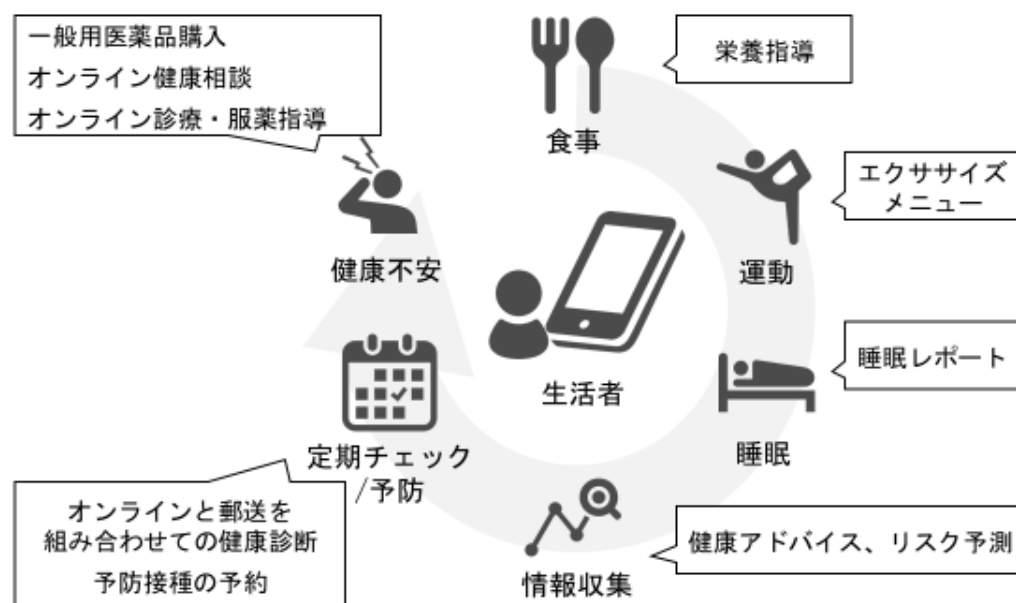 一般用医薬品購入
オンライン健康相談
オンライン診療・服薬指導
栄養指導
食事
エクササイズ
メニュー
運動
健康不安
睡眠レポート
睡眠
生活者
定期チェック
/予防
オンラインと郵送を
組み合わせての健康診断
予防接種の予約
健康アドバイス、リスク予測
情報収集